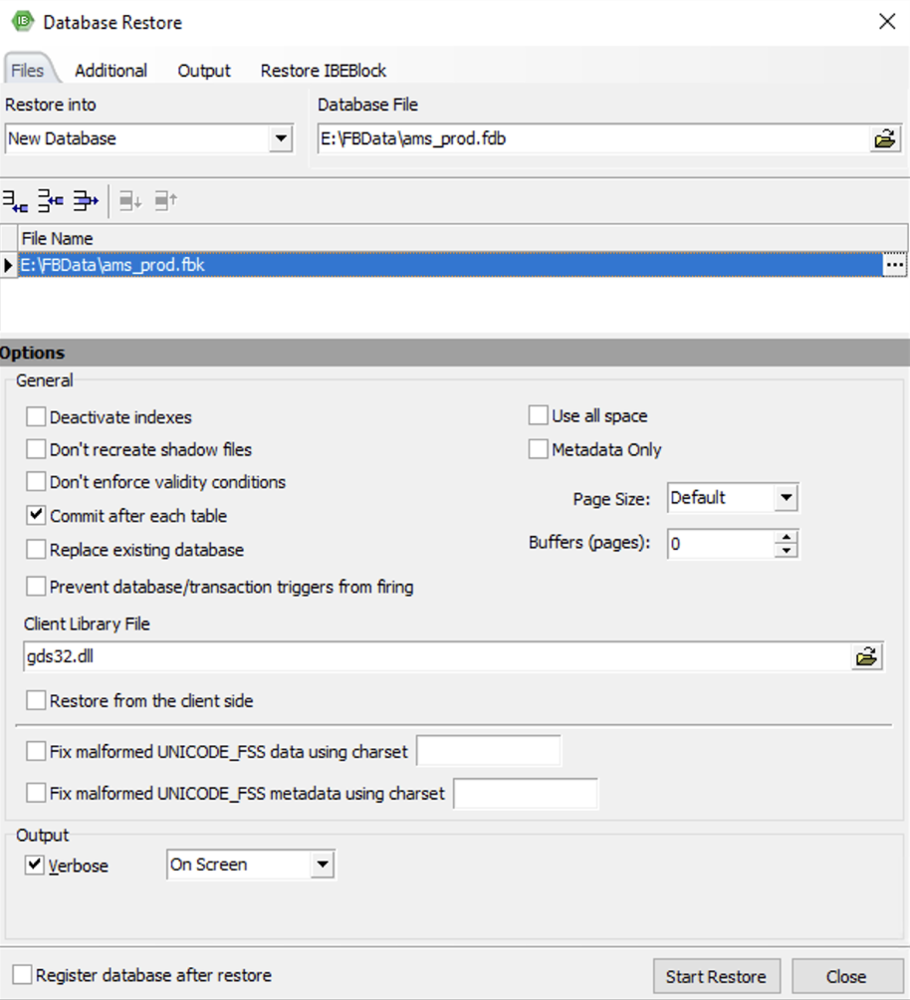 IB Database Restore
Files Additional Output Restore IBEBlock
Restore into Database File
New Database E:\FBData\ams_prod.fdb
File Name
E:\FBData\ams_prod.fbk ...
Options
General
Deactivate indexes Use all space
Don't recreate shadow files Metadata Only
Don't enforce validity conditions Page Size: Default
Commit after each table
Replace existing database Buffers (pages): 0
Prevent database/transaction triggers from firing
Client Library File
gds32.dll
Restore from the client side
Fix malformed UNICODE_FSS data using charset
Fix malformed UNICODE_FSS metadata using charset
Output
Verbose On Screen
Register database after restore Start Restore Close